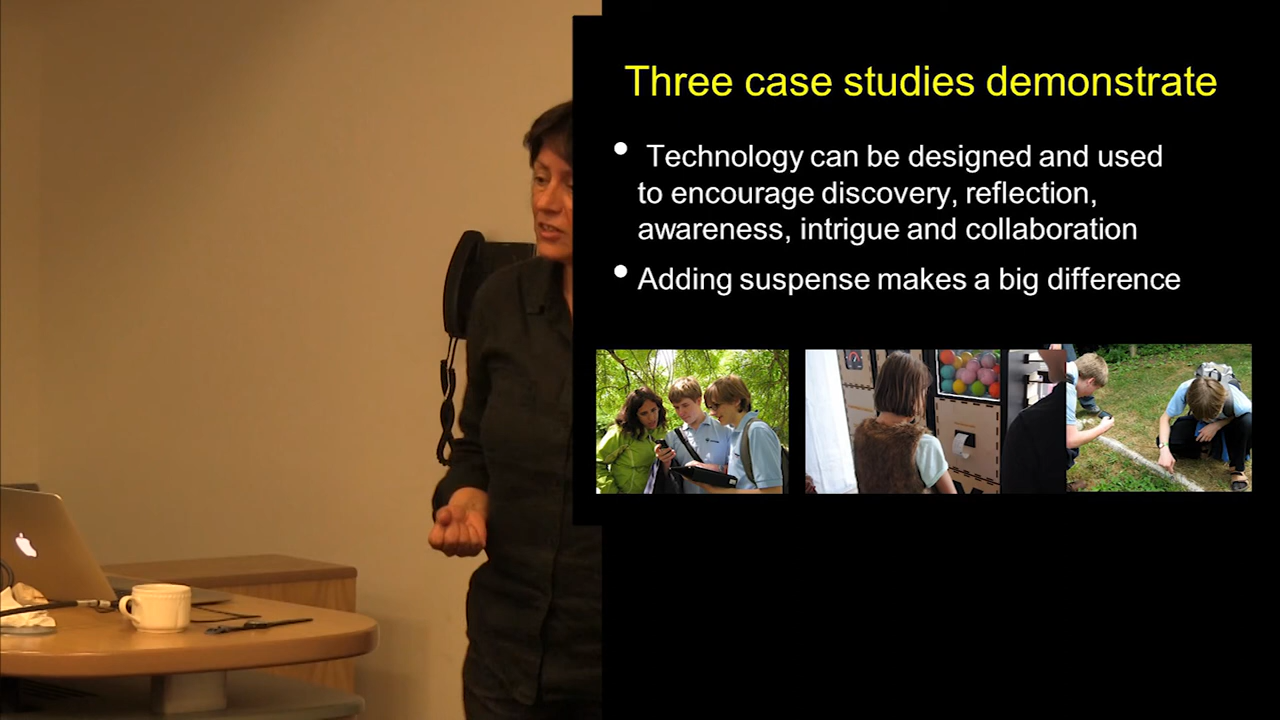 Three case studies demonstrate
• Technology can be designed and used
to encourage discovery, reflection,
awareness, intrigue and collaboration
• Adding suspense makes a big difference